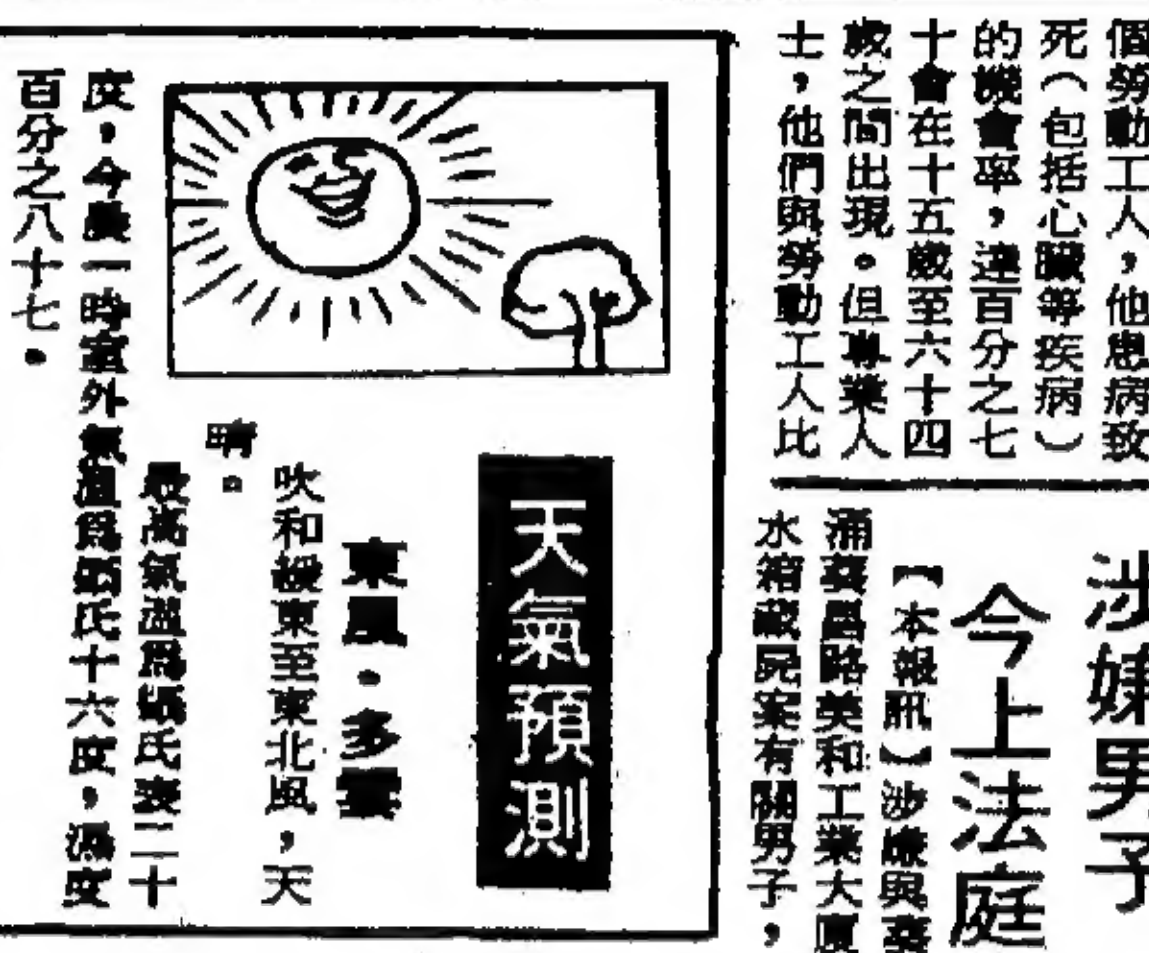 個勞動工人，他患病致
死（包括心臟等疾病）
的機會率，達百分之七
十會在十五歲至六十四
歲之間出現。但專業人
士，他們與勞動工人比
涉嫌男子
今上法庭
【本報訊】涉嫌與葵
涌葵昌路美和工業大廈
水箱藏屍案有關男子，
天氣預測
東風。多雲
吹和緩東至東北風，天
晴。
最高氣溫爲攝氏表二十
度，今晨一時室外氣溫爲攝氏十六度，濕度
百分之八十七。